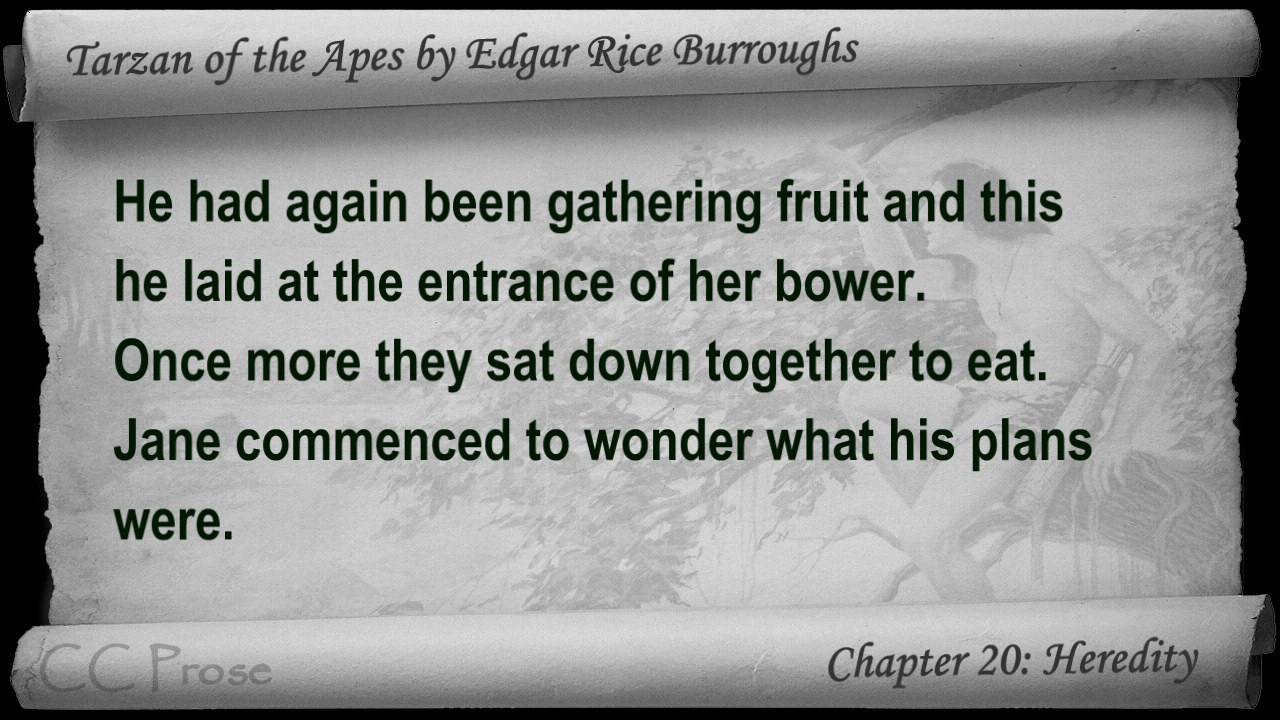 Tarzan of the Apes by Edgar Rice Burroughs
He had again been gathering fruit and this
he laid at the entrance of her bower.
Once more they sat down together to eat.
Jane commenced to wonder what his plans
were.
CC Prose
Chapter 20: Heredity